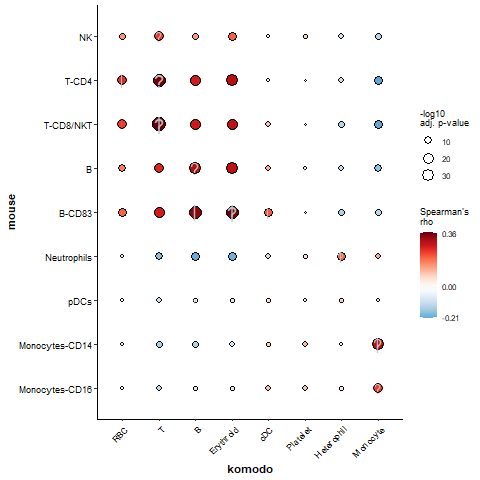 NK
T-CD4
T-CD8/NKT
B
B-CD83
Neutrophils
pDCs
Monocytes-CD14
Monocytes-CD16
mouse
RBC
T
B
Erythroid
pDC
Platelet
Heterophil
Monocyte
komodo
-log10
adj. p-value
10
20
30
Spearman's
rho
0.36
0.00
-0.21